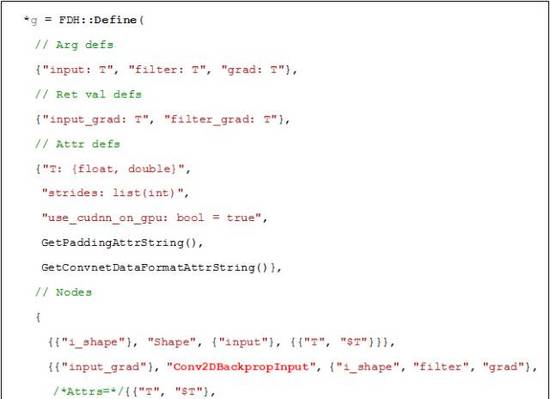 *g = FDH::Define(
// Arg defs
{"input: T", "filter: T", "grad: T"},
// Ret val defs
{"input_grad: T", "filter_grad: T"},
// Attr defs
{"T: {float, double}",
"strides: list(int)",
"use_cudnn_on_gpu: bool = true",
GetPaddingAttrString(),
GetConvnetDataFormatAttrString()},
// Nodes
{
{{"i_shape"}, "Shape", {"input"}, {{"T", "$T"}}},
{{"input_grad"}, "Conv2DBackpropInput", {"i_shape", "filter", "grad"},
/*Attrs=*/{{"T", "$T"},